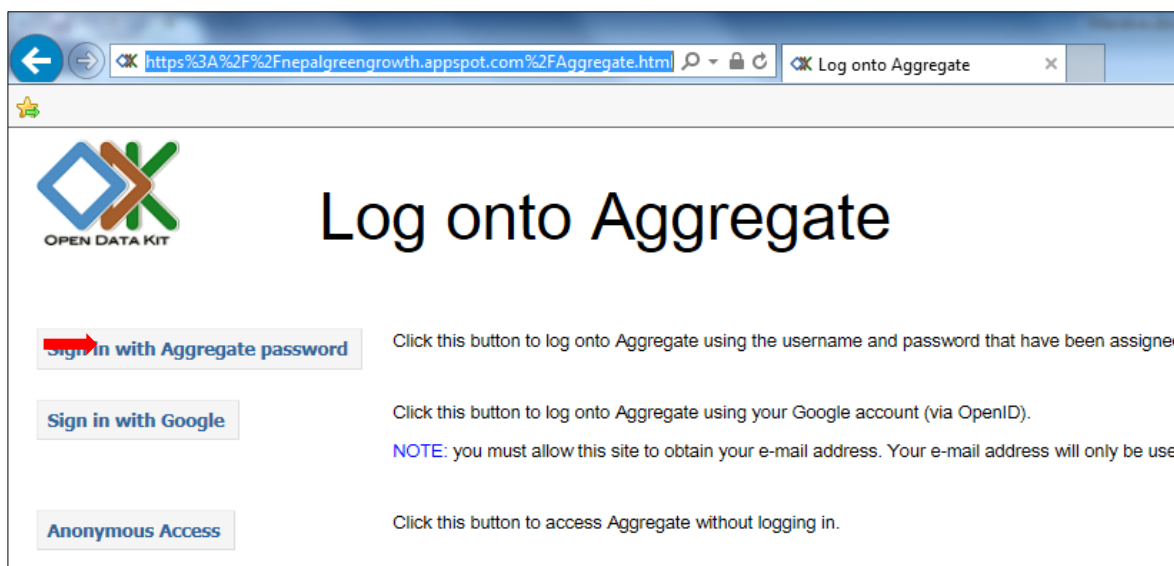 https%3A%2F%2Fnepalgreengrowth.appspot.com%2FAggregate.html
Log onto Aggregate
OPEN DATA KIT
Log onto Aggregate
Sign in with Aggregate password
Click this button to log onto Aggregate using the username and password that have been assigned
Sign in with Google
Click this button to log onto Aggregate using your Google account (via OpenID).
NOTE: you must allow this site to obtain your e-mail address. Your e-mail address will only be use
Anonymous Access
Click this button to access Aggregate without logging in.